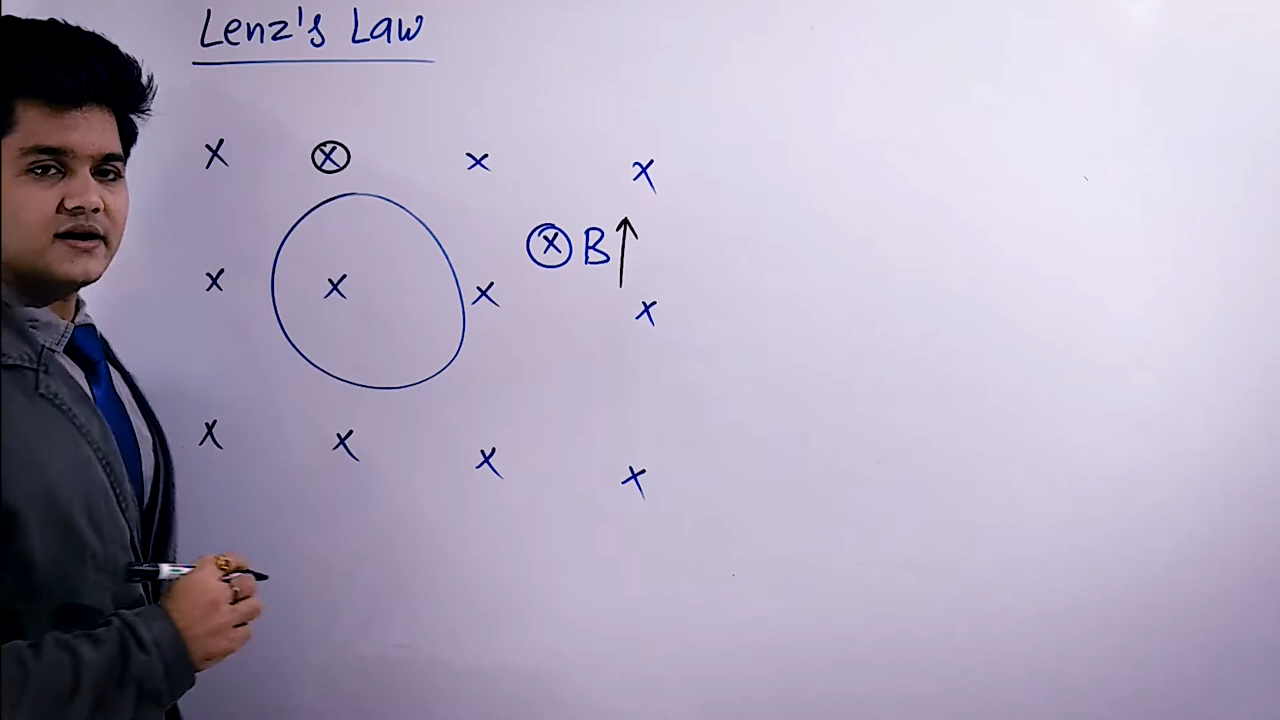 Lenz's Law
x ⓧ x x
ⓧ B ↑
x x x x
x x x x